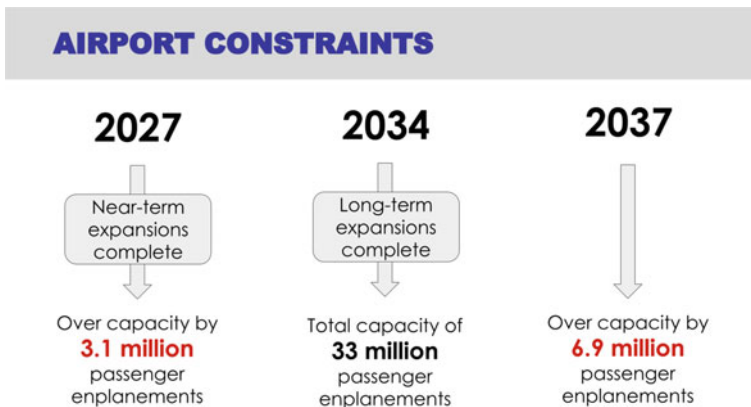 AIRPORT CONSTRAINTS
2027
Near-term
expansions
complete
Over capacity by
3.1 million
passenger
enplanements
2034
Long-term
expansions
complete
Total capacity of
33 million
passenger
enplanements
2037
Over capacity by
6.9 million
passenger
enplanements